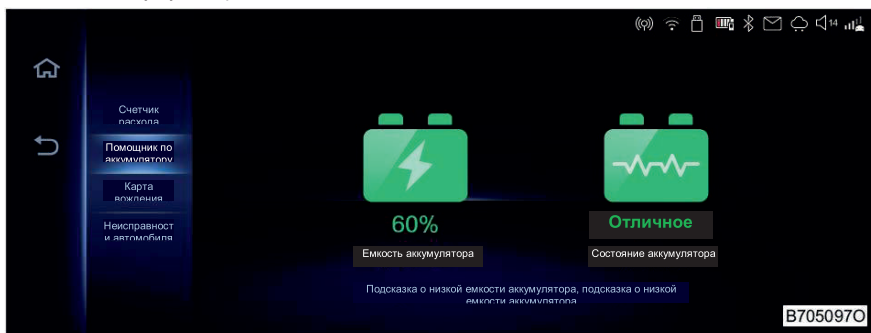 14
Счетчик
расхода
Помощник по
аккумулятору
Карта
вождения
Неисправност
и автомобиля
60%
Емкость аккумулятора
Отличное
Состояние аккумулятора
Подсказка о низкой емкости аккумулятора, подсказка о низкой
емкости аккумулятора
B705097O